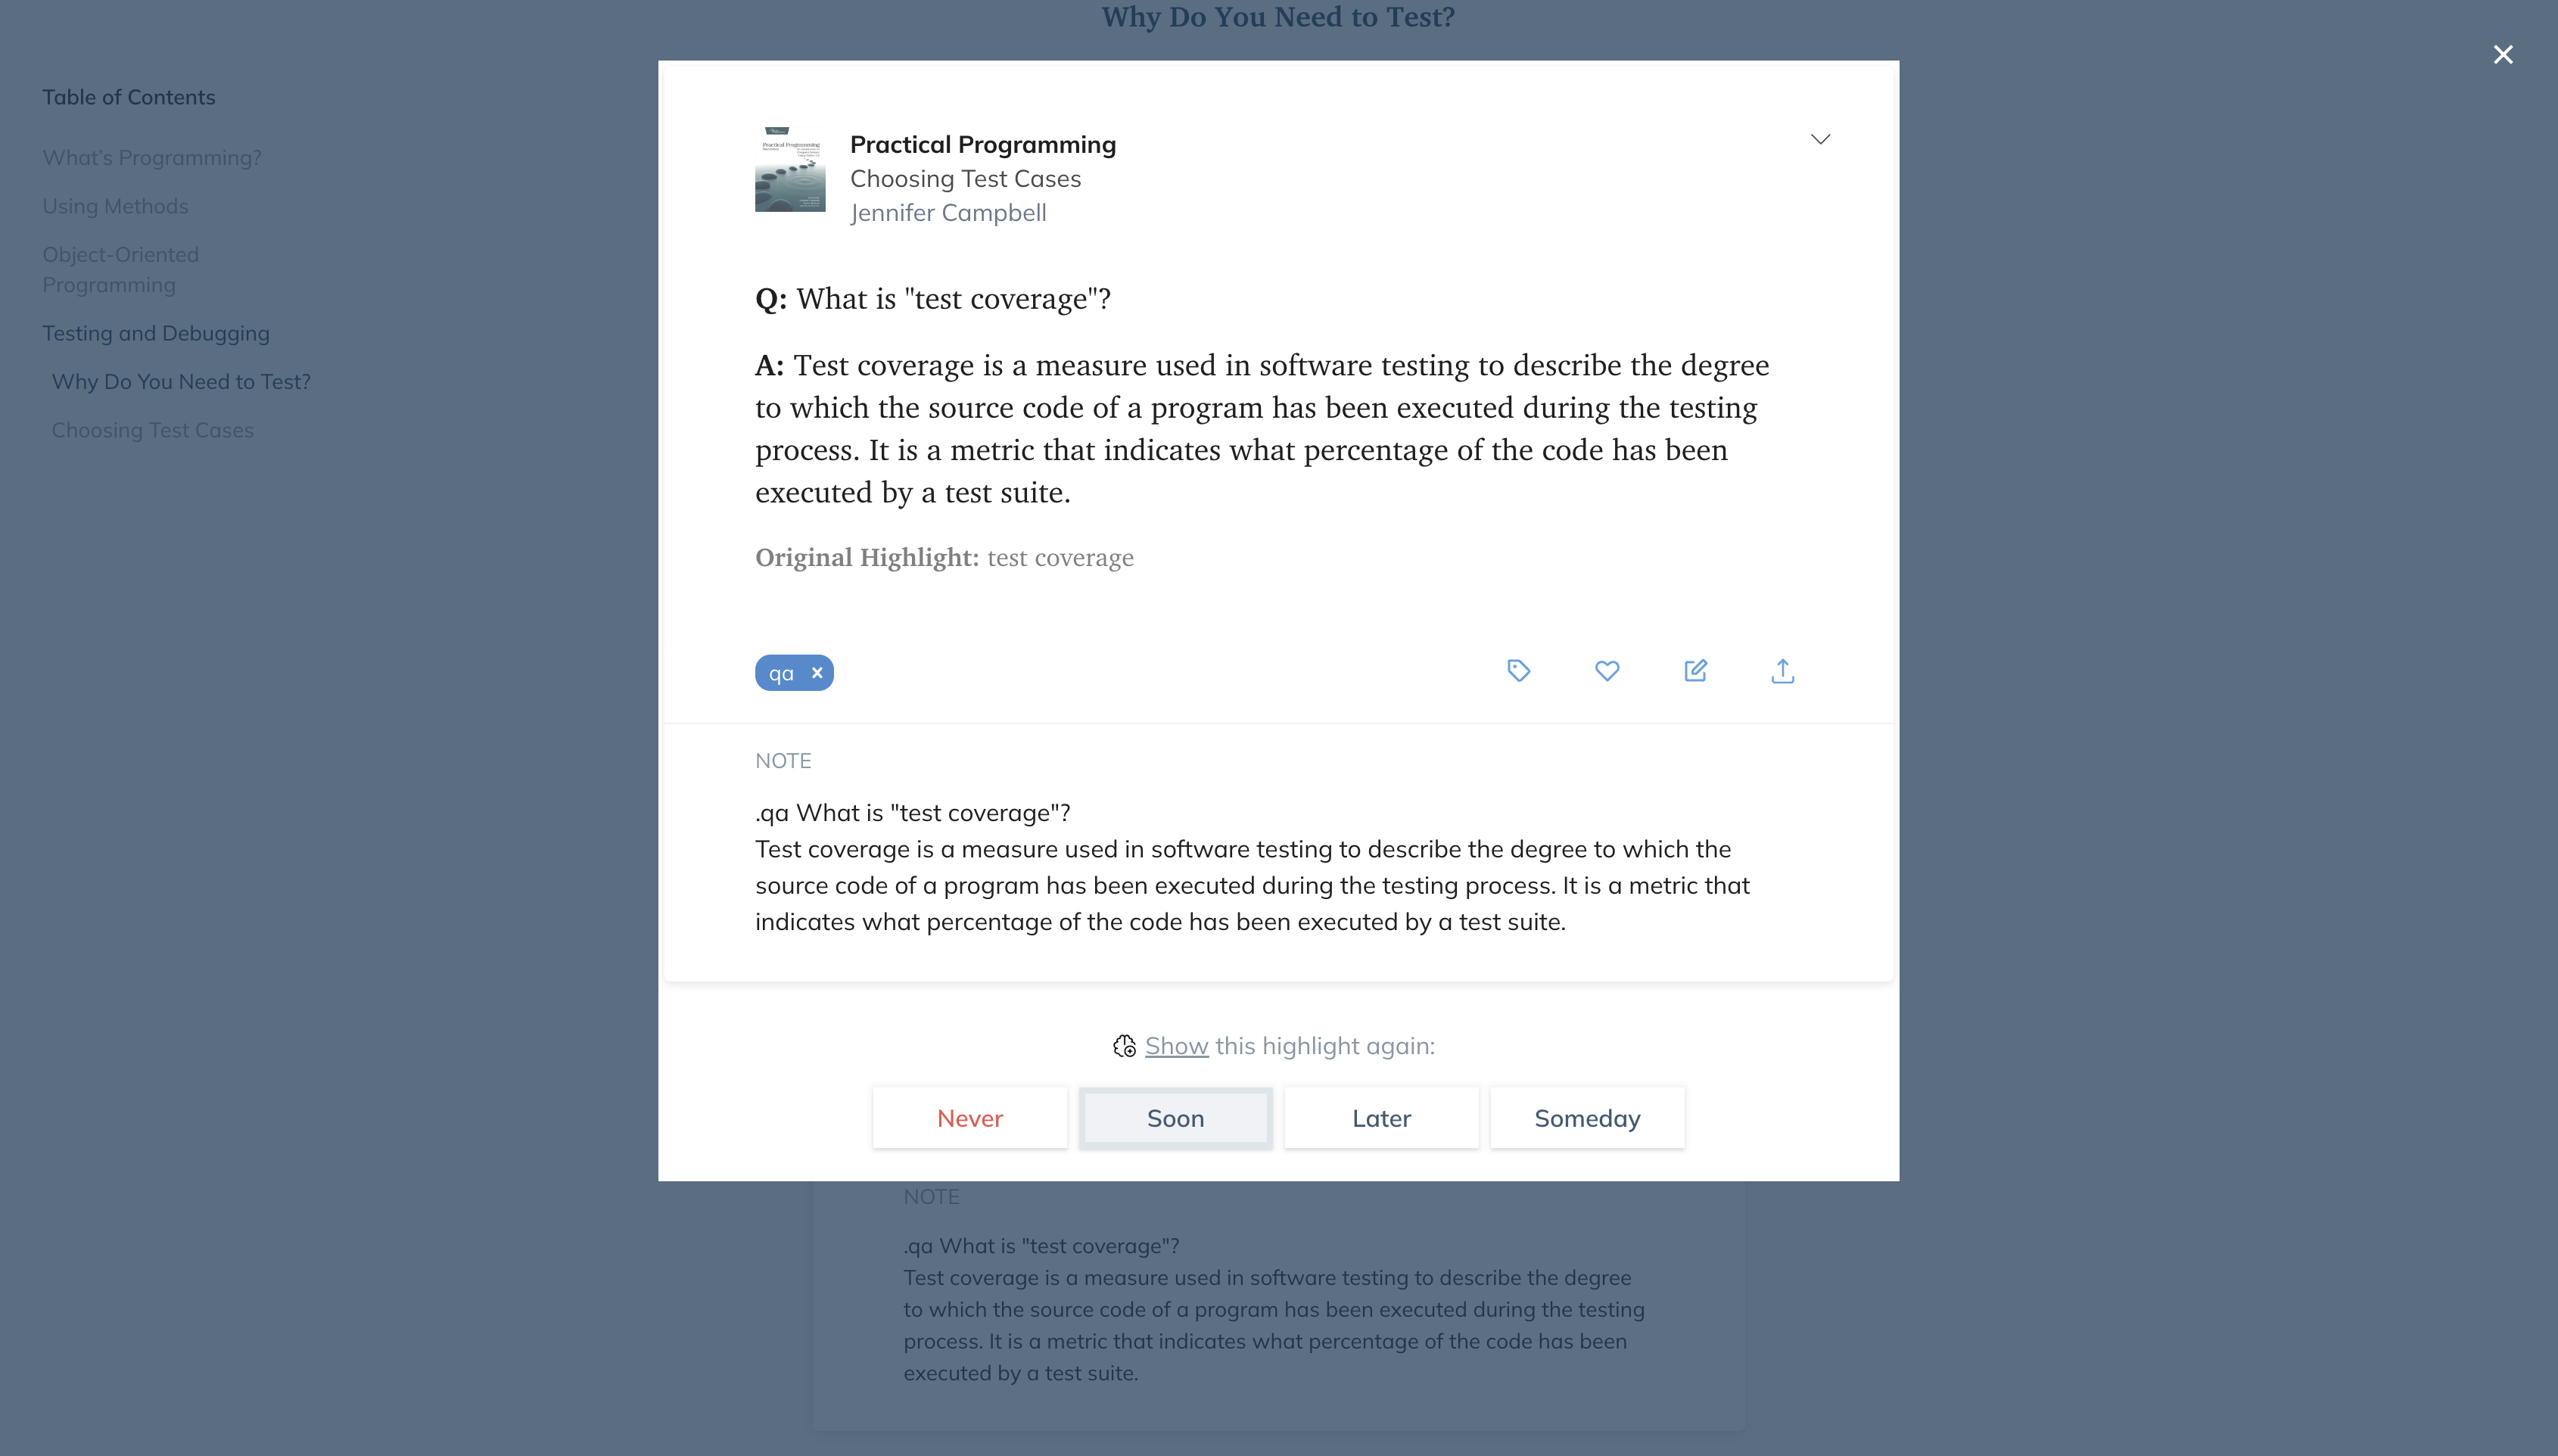 Why Do You Need to Test?
Table of Contents
What's Programming?
Using Methods
Object-Oriented
Programming
Testing and Debugging
Why Do You Need to Test?
Choosing Test Cases
Practical Programming
Practical Programming
Choosing Test Cases
Jennifer Campbell
Q: What is "test coverage"?
A: Test coverage is a measure used in software testing to describe the degree
to which the source code of a program has been executed during the testing
process. It is a metric that indicates what percentage of the code has been
executed by a test suite.
Original Highlight: test coverage
qa
NOTE
.qa What is "test coverage"?
Test coverage is a measure used in software testing to describe the degree to which the
source code of a program has been executed during the testing process. It is a metric that
indicates what percentage of the code has been executed by a test suite.
Show this highlight again:
Never
Soon
Later
Someday
NOTE
.qa What is "test coverage"?
Test coverage is a measure used in software testing to describe the degree
to which the source code of a program has been executed during the testing
process. It is a metric that indicates what percentage of the code has been
executed by a test suite.